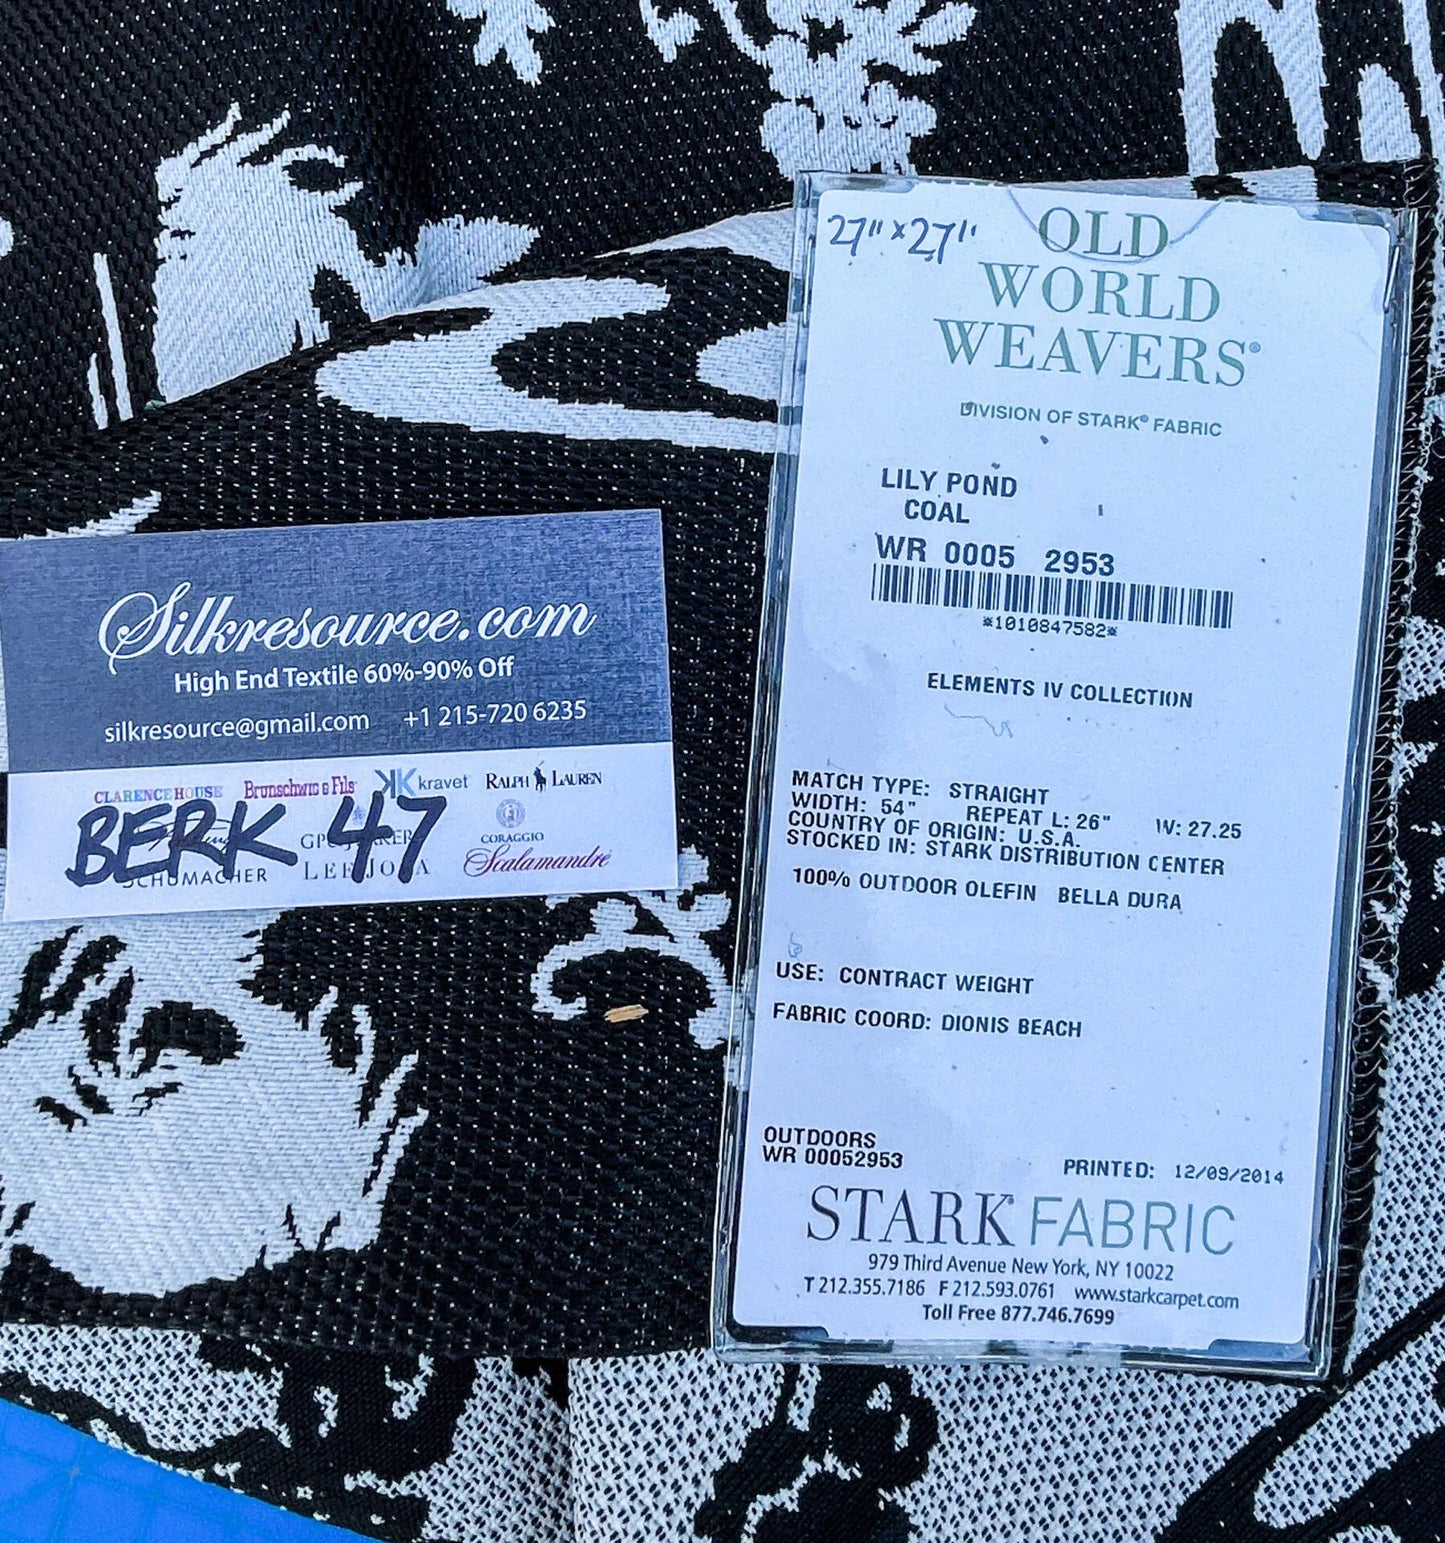 Silkresource.com
High End Textile 60%-90% Off
silkresource@gmail.com +1 215-720 6235
CLARENCE HOUSE Brunschwig & Fils kravet RALPH LAUREN
BERK 47
CORAGGIO
SCHUMACHER LEE JOFA Scalamandré
27" x 27"
OLD
WORLD
WEAVERS®
DIVISION OF STARK® FABRIC
LILY POND
COAL
WR 0005 2953
*1010847582*
ELEMENTS IV COLLECTION
MATCH TYPE: STRAIGHT
WIDTH: 54" REPEAT L: 26" W: 27.25
COUNTRY OF ORIGIN: U.S.A.
STOCKED IN: STARK DISTRIBUTION CENTER
100% OUTDOOR OLEFIN BELLA DURA
USE: CONTRACT WEIGHT
FABRIC COORD: DIONIS BEACH
OUTDOORS
WR 00052953
PRINTED: 12/09/2014
STARK FABRIC
979 Third Avenue New York, NY 10022
T 212.355.7186 F 212.593.0761 www.starkcarpet.com
Toll Free 877.746.7699